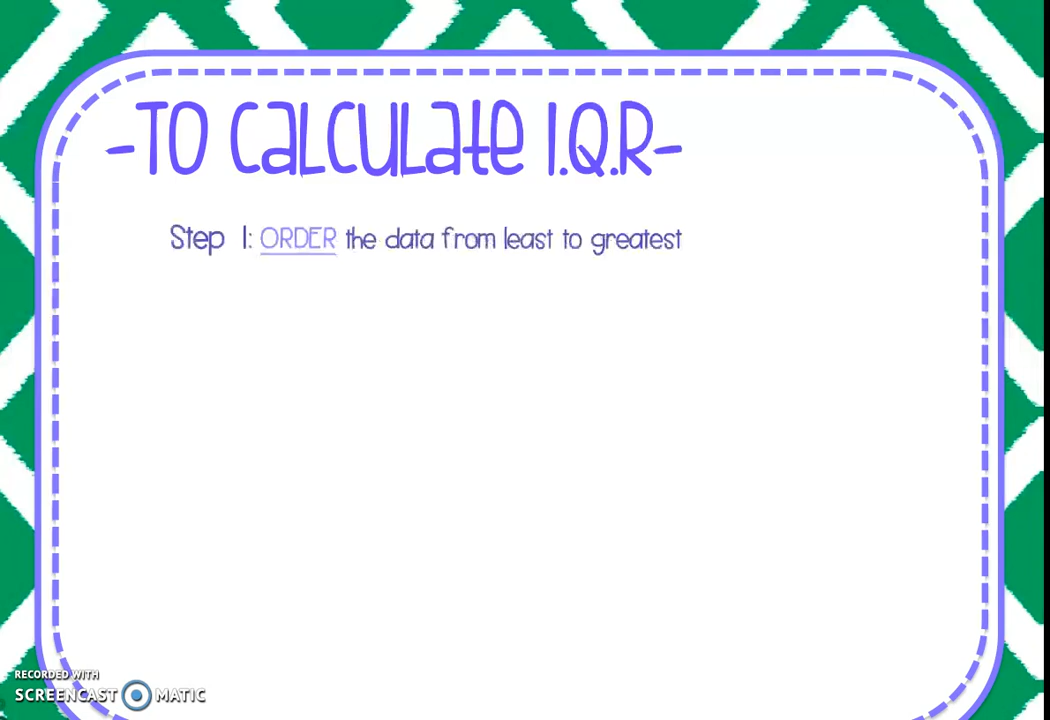 -To Calculate I.Q.R-
Step 1: ORDER the data from least to greatest
RECORDED WITH
SCREENCAST MATIC